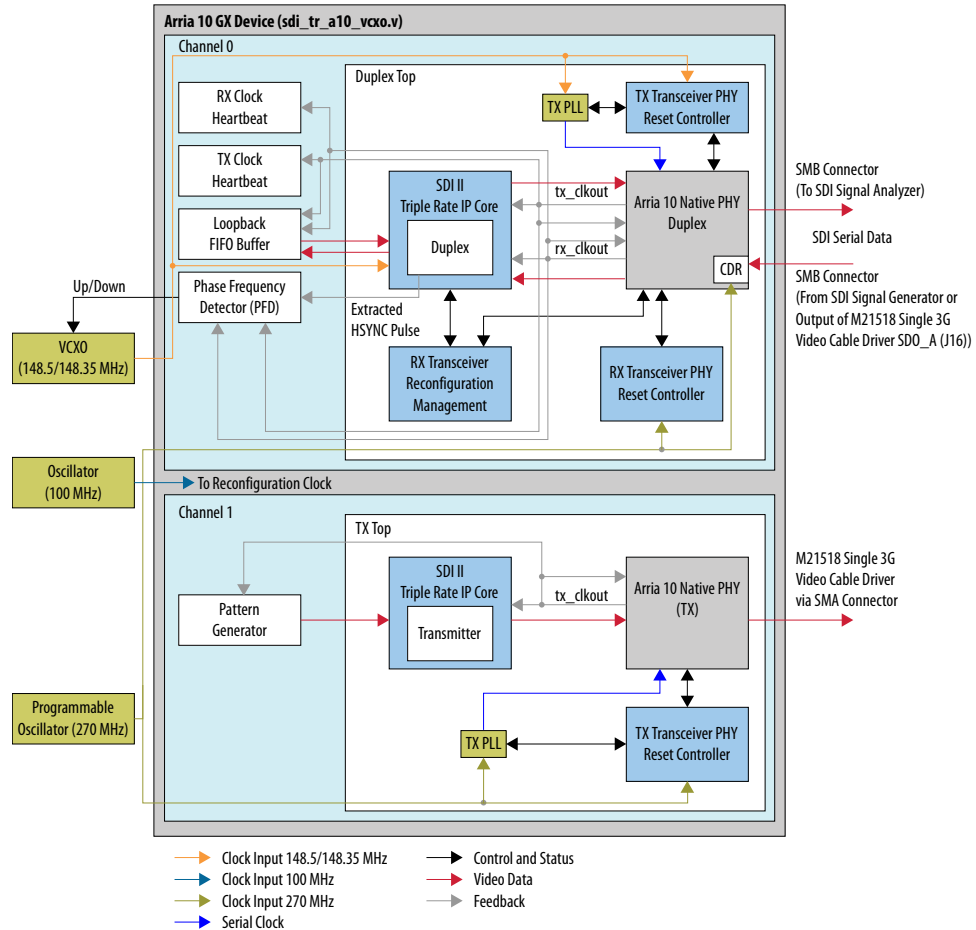 Arria 10 GX Device (sdi_tr_a10_vcxo.v)
Channel 0
Duplex Top
RX Clock
Heartbeat
TX Clock
Heartbeat
Loopback
FIFO Buffer
Phase Frequency
Detector (PFD)
Up/Down
VCXO
(148.5/148.35 MHz)
TX PLL
TX Transceiver PHY
Reset Controller
SDI II
Triple Rate IP Core
Duplex
tx_clkout
rx_clkout
Arria 10 Native PHY
Duplex
CDR
Extracted
HSYNC Pulse
RX Transceiver
Reconfiguration
Management
RX Transceiver PHY
Reset Controller
SMB Connector
(To SDI Signal Analyzer)
SDI Serial Data
SMB Connector
(From SDI Signal Generator or
Output of M21518 Single 3G
Video Cable Driver SDO_A (J16))
Oscillator
(100 MHz)
To Reconfiguration Clock
Channel 1
TX Top
Pattern
Generator
SDI II
Triple Rate IP Core
Transmitter
tx_clkout
Arria 10 Native PHY
(TX)
M21518 Single 3G
Video Cable Driver
via SMA Connector
Programmable
Oscillator (270 MHz)
TX PLL
TX Transceiver PHY
Reset Controller
Clock Input 148.5/148.35 MHz
Clock Input 100 MHz
Clock Input 270 MHz
Serial Clock
Control and Status
Video Data
Feedback